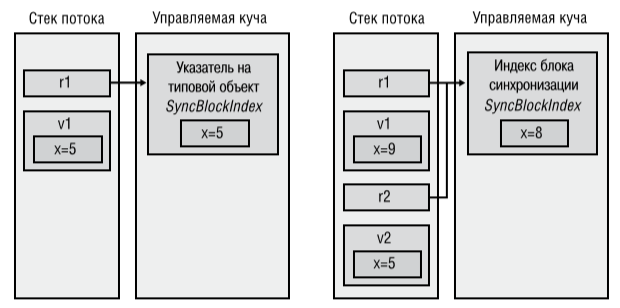 Стек потока
Управляемая куча
r1
Указатель на
типовой объект
SyncBlockIndex
x=5
v1
x=5
Стек потока
Управляемая куча
r1
Индекс блока
синхронизации
SyncBlockIndex
x=8
v1
x=9
r2
v2
x=5